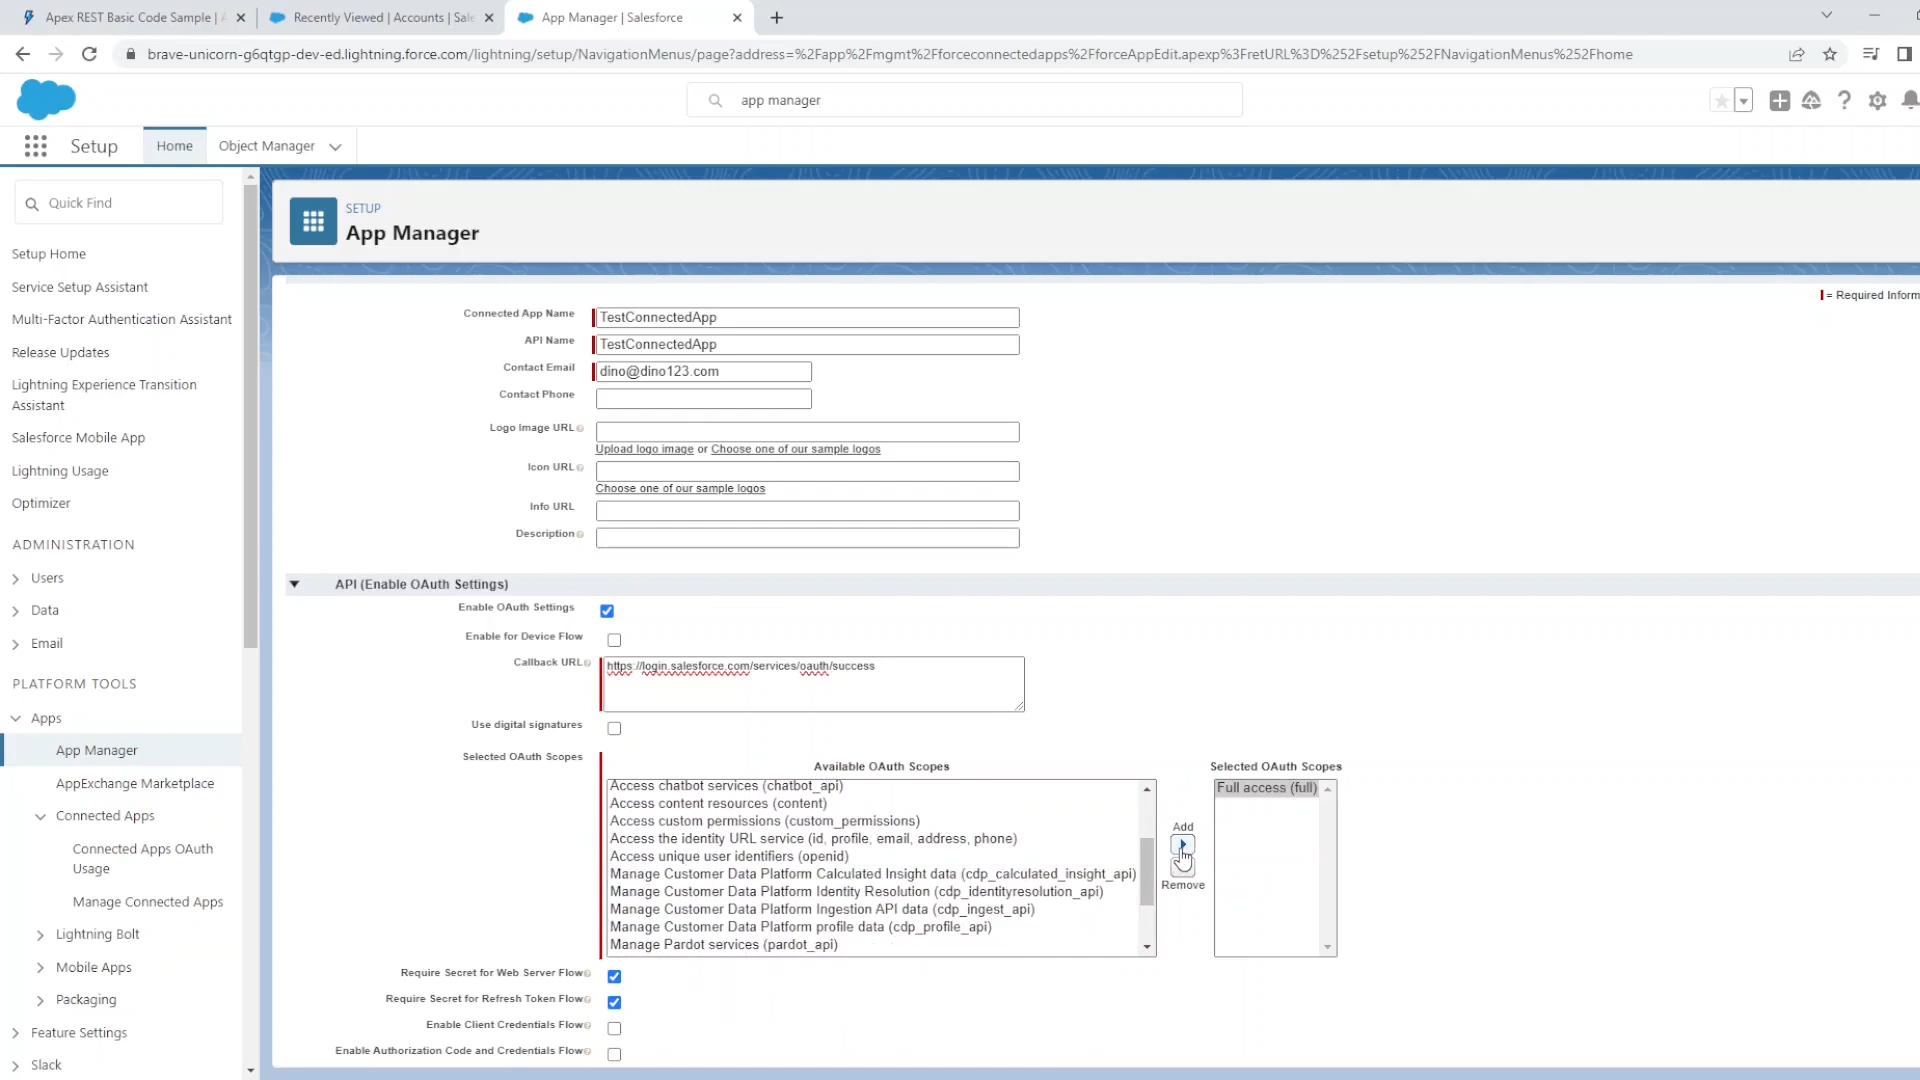 Apex REST Basic Code Sample |
Recently Viewed | Accounts | Sale
App Manager | Salesforce
brave-unicorn-g6qtgp-dev-ed.lightning.force.com/lightning/setup/NavigationMenus/page?address=%2Fapp%2Fmgmt%2Fforceconnectedapps%2FforceAppEdit.apexp%3FretURL%3D%252Fsetup%252FNavigationMenus%252Fhome
app manager
Setup
Home
Object Manager
Quick Find
Setup Home
Service Setup Assistant
Multi-Factor Authentication Assistant
Release Updates
Lightning Experience Transition
Assistant
Salesforce Mobile App
Lightning Usage
Optimizer
ADMINISTRATION
Users
Data
Email
PLATFORM TOOLS
Apps
App Manager
AppExchange Marketplace
Connected Apps
Connected Apps OAuth
Usage
Manage Connected Apps
Lightning Bolt
Mobile Apps
Packaging
Feature Settings
Slack
SETUP
App Manager
= Required Inform
Connected App Name TestConnectedApp
API Name TestConnectedApp
Contact Email dino@dino123.com
Contact Phone
Logo Image URL
Upload logo image or Choose one of our sample logos
Icon URL
Choose one of our sample logos
Info URL
Description
API (Enable OAuth Settings)
Enable OAuth Settings
Enable for Device Flow
Callback URL https://login.salesforce.com/services/oauth/success
Use digital signatures
Selected OAuth Scopes
Available OAuth Scopes
Access chatbot services (chatbot_api)
Access content resources (content)
Access custom permissions (custom_permissions)
Access the identity URL service (id, profile, email, address, phone)
Access unique user identifiers (openid)
Manage Customer Data Platform Calculated Insight data (cdp_calculated_insight_api)
Manage Customer Data Platform Identity Resolution (cdp_identityresolution_api)
Manage Customer Data Platform Ingestion API data (cdp_ingest_api)
Manage Customer Data Platform profile data (cdp_profile_api)
Manage Pardot services (pardot_api)
Add
Remove
Selected OAuth Scopes
Full access (full)
Require Secret for Web Server Flow
Require Secret for Refresh Token Flow
Enable Client Credentials Flow
Enable Authorization Code and Credentials Flow